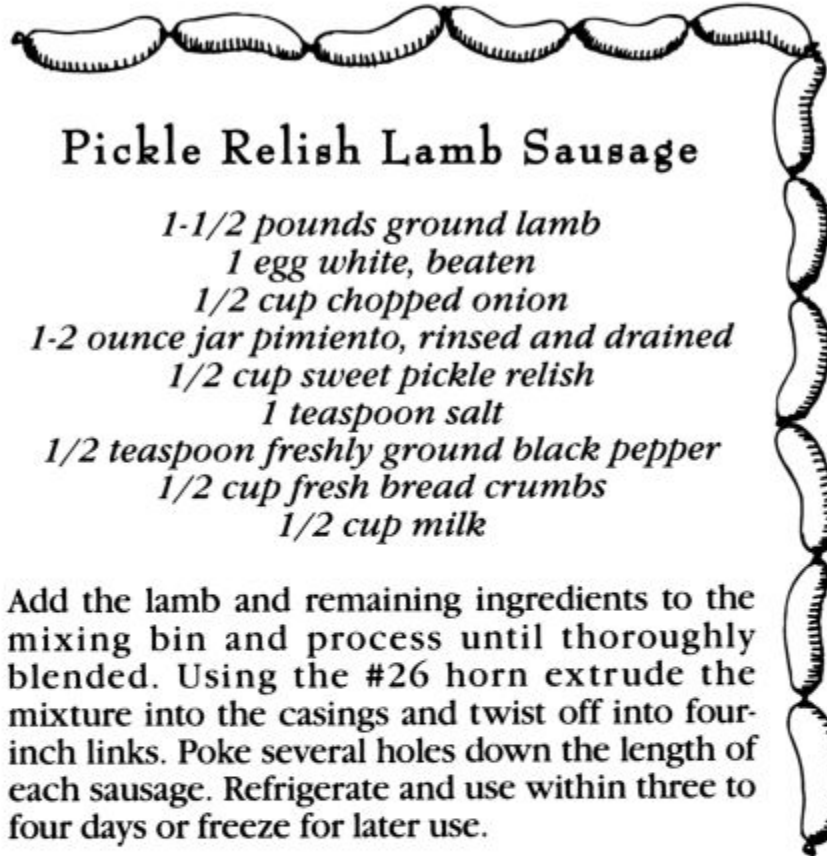 Pickle Relish Lamb Sausage
1-1/2 pounds ground lamb
1 egg white, beaten
1/2 cup chopped onion
1-2 ounce jar pimiento, rinsed and drained
1/2 cup sweet pickle relish
1 teaspoon salt
1/2 teaspoon freshly ground black pepper
1/2 cup fresh bread crumbs
1/2 cup milk
Add the lamb and remaining ingredients to the
mixing bin and process until thoroughly
blended. Using the #26 horn extrude the
mixture into the casings and twist off into four-
inch links. Poke several holes down the length of
each sausage. Refrigerate and use within three to
four days or freeze for later use.